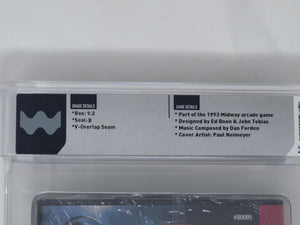 GRADE DETAILS
*Box: 9.2
*Seal: B
*V-Overlap Seam
GAME DETAILS
* Part of the 1992 Midway arcade game
* Designed by Ed Boon & John Tobias
* Music Composed by Dan Forden
* Cover Artist: Paul Neimeyer
#80005